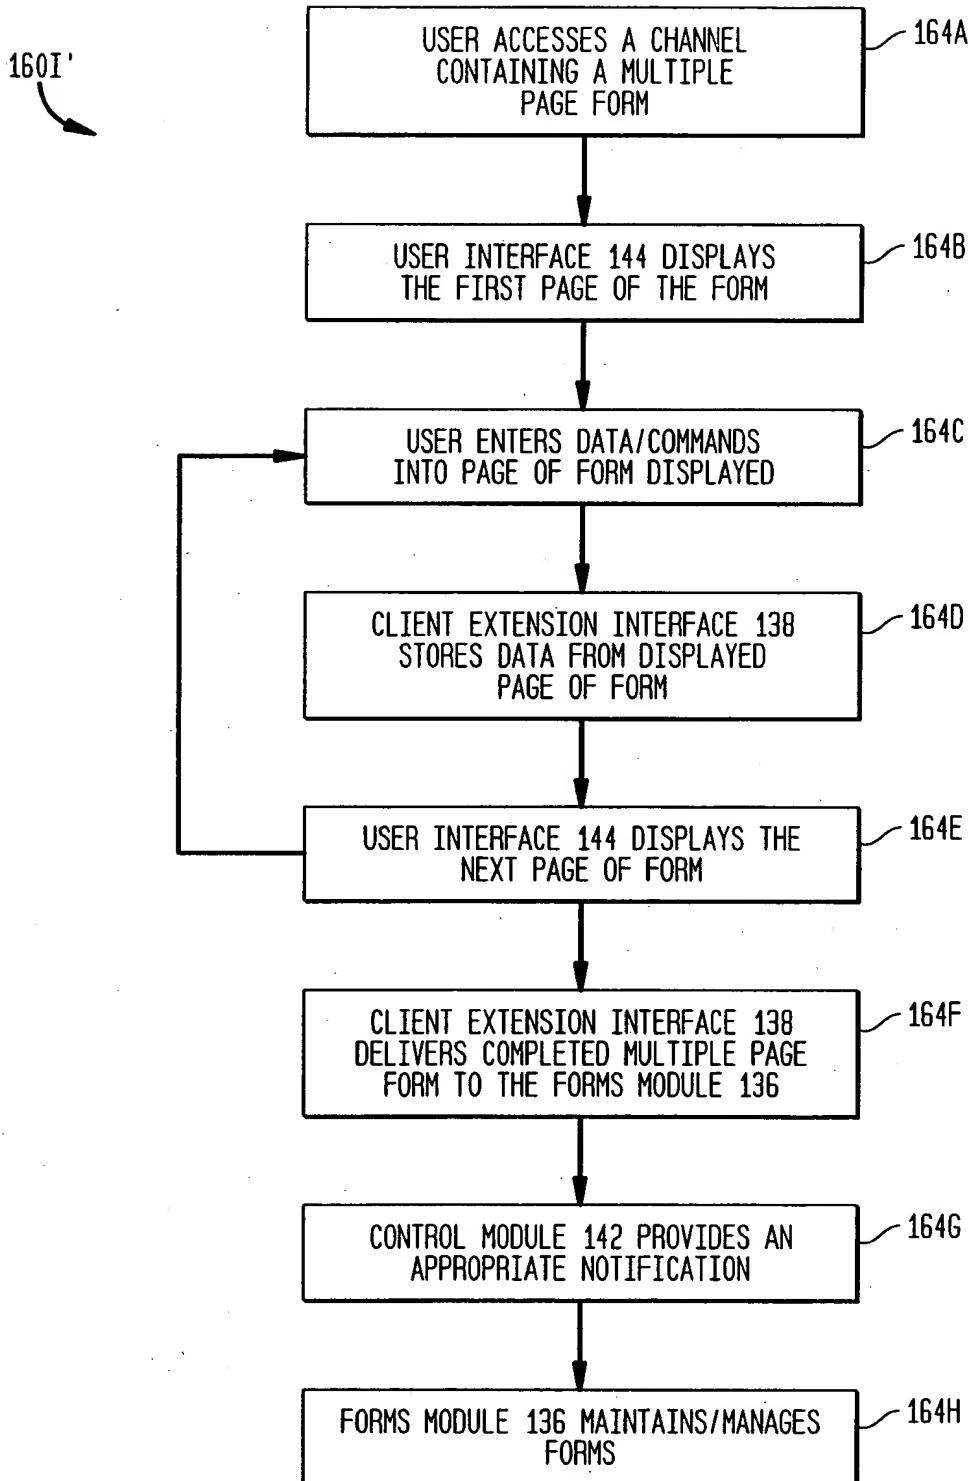 160I'
USER ACCESSES A CHANNEL
CONTAINING A MULTIPLE
PAGE FORM
164A
USER INTERFACE 144 DISPLAYS
THE FIRST PAGE OF THE FORM
164B
USER ENTERS DATA/COMMANDS
INTO PAGE OF FORM DISPLAYED
164C
CLIENT EXTENSION INTERFACE 138
STORES DATA FROM DISPLAYED
PAGE OF FORM
164D
USER INTERFACE 144 DISPLAYS THE
NEXT PAGE OF FORM
164E
CLIENT EXTENSION INTERFACE 138
DELIVERS COMPLETED MULTIPLE PAGE
FORM TO THE FORMS MODULE 136
164F
CONTROL MODULE 142 PROVIDES AN
APPROPRIATE NOTIFICATION
164G
FORMS MODULE 136 MAINTAINS/MANAGES
FORMS
164H